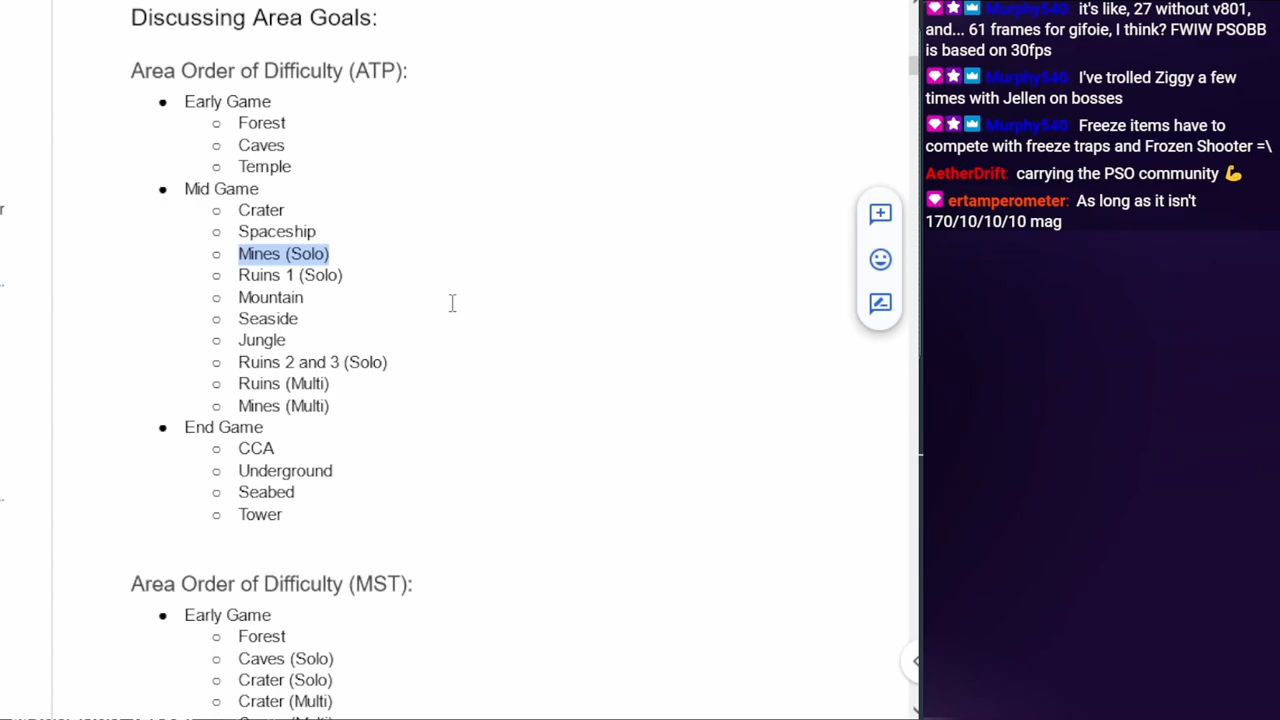 Discussing Area Goals:
Area Order of Difficulty (ATP):
Early Game
Forest
Caves
Temple
Mid Game
Crater
Spaceship
Mines (Solo)
Ruins 1 (Solo)
Mountain
Seaside
Jungle
Ruins 2 and 3 (Solo)
Ruins (Multi)
Mines (Multi)
End Game
CCA
Underground
Seabed
Tower
Area Order of Difficulty (MST):
Early Game
Forest
Caves (Solo)
Crater (Solo)
Crater (Multi)
Murphy540: it's like, 27 without v801,
and... 61 frames for gifoie, I think? FWIW PSOBB
is based on 30fps
Murphy540: I've trolled Ziggy a few
times with Jellen on bosses
Murphy540: Freeze items have to
compete with freeze traps and Frozen Shooter =\
AetherDrift: carrying the PSO community 💪
ertamperometer: As long as it isn't
170/10/10/10 mag